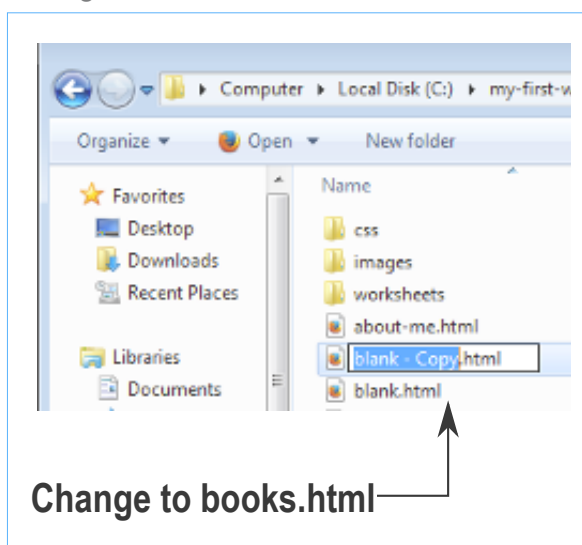 Computer Local Disk (C:) my-first-w
Organize Open New folder
Favorites
Desktop
Downloads
Recent Places
Libraries
Documents
Name
css
images
worksheets
about-me.html
blank - Copy.html
blank.html
Change to books.html